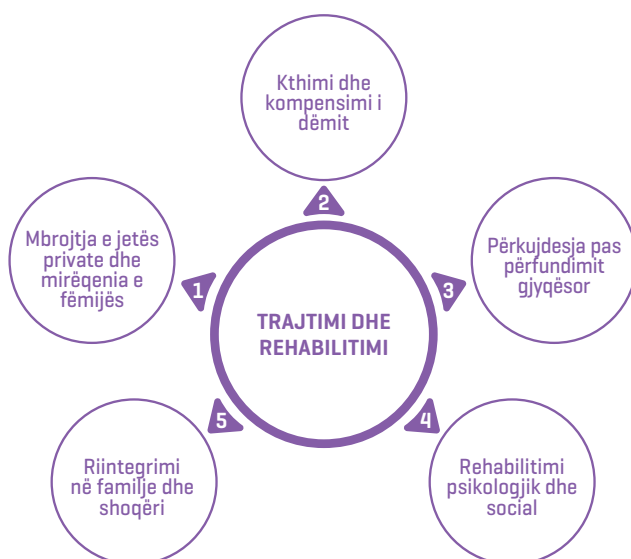 Kthimi dhe
kompensimi i
dëmit
2
Mbrojtja e jetës
private dhe
mirëqenia e
fëmijës
1
Përkujdesja pas
përfundimit
gjyqësor
3
TRAJTIMI DHE
REHABILITIMI
5
4
Riintegrimi
në familje dhe
shoqëri
Rehabilitimi
psikologjik dhe
social